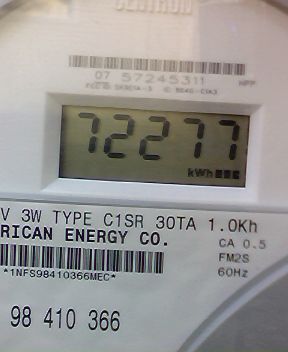 CENTRON
07 57245311
72277
kWh
V 3W TYPE C1SR 30TA 1.0Kh
RICAN ENERGY CO.
CA 0.5
FM2S
*1NFS98410366MEC*
60Hz
98 410 366